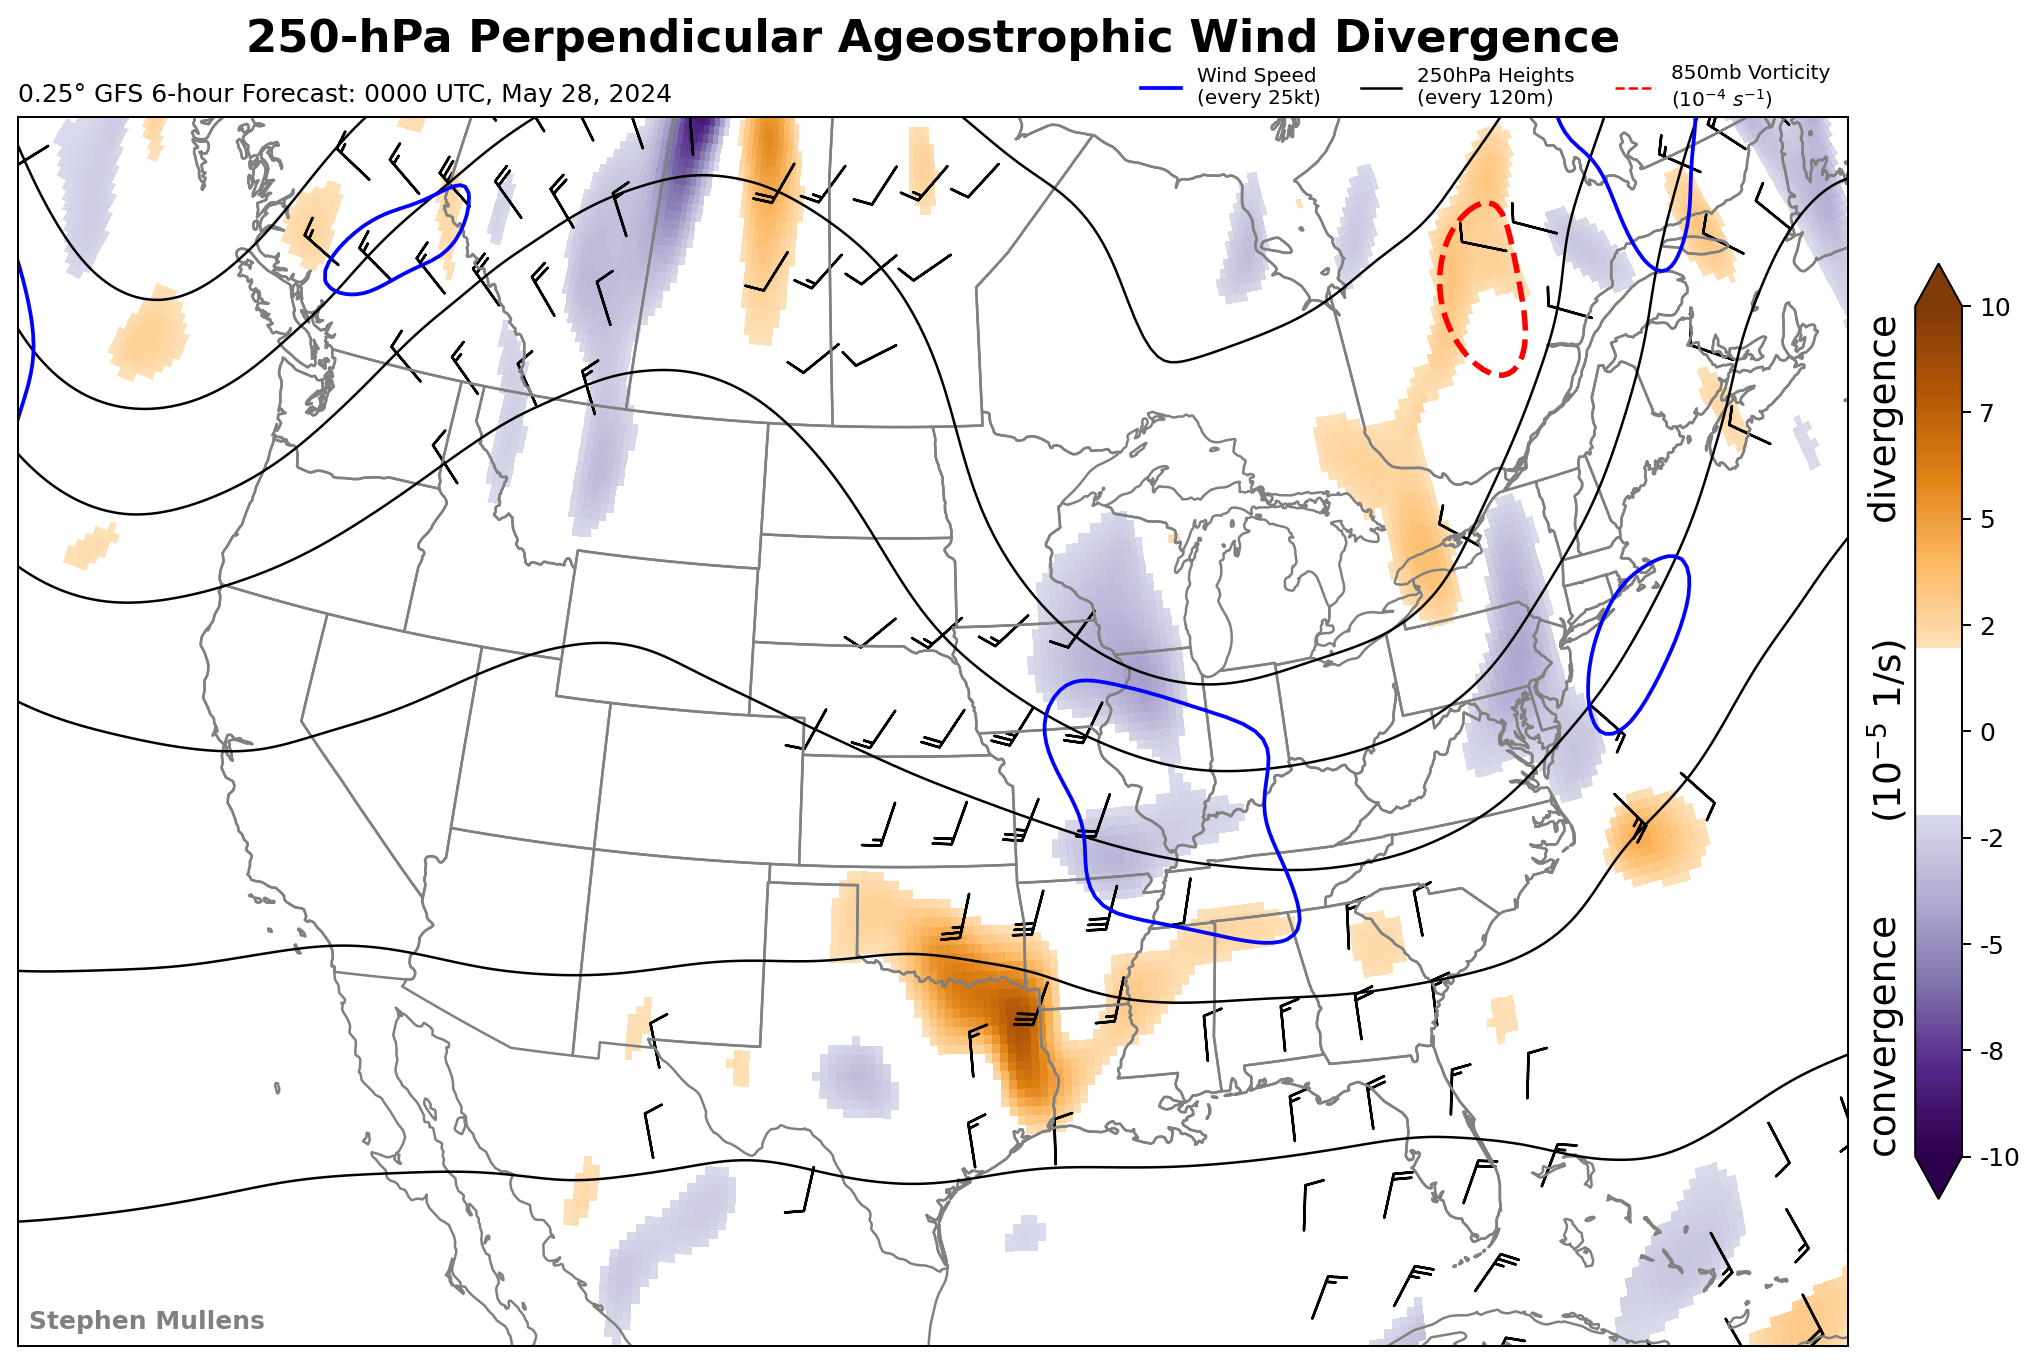 250-hPa Perpendicular Ageostrophic Wind Divergence
0.25° GFS 6-hour Forecast: 0000 UTC, May 28, 2024
Wind Speed
(every 25kt)
250hPa Heights
(every 120m)
850mb Vorticity
(10⁻⁴ s⁻¹)
10
7
5
2
0
-2
-5
-8
-10
convergence (10⁻⁵ 1/s) divergence
Stephen Mullens